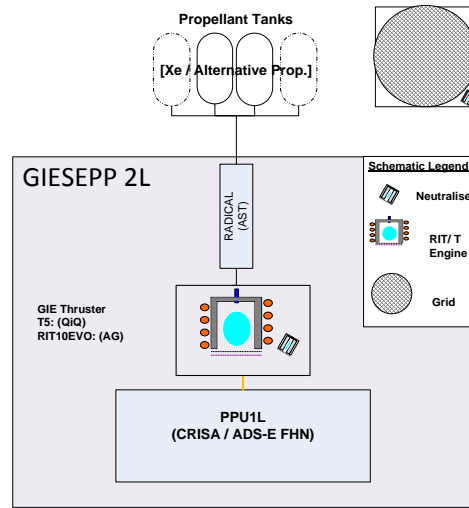 Propellant Tanks
[Xe / Alternative Prop.]
GIESEPP 2L
RADICAL
(AST)
Schematic Legend
Neutralise
RIT/ T
Engine
Grid
GIE Thruster
T5: (QiQ)
RIT10EVO: (AG)
PPU1L
(CRISA / ADS-E FHN)